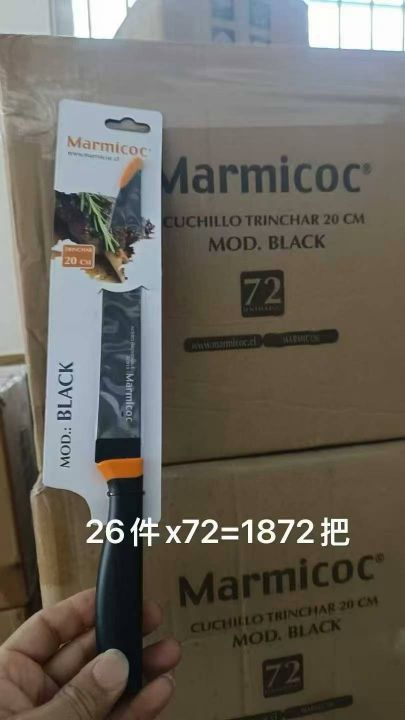 Marmicoc®
www.marmicoc.cl
TRINCHAR
20 CM
Marmicoc
MOD.: BLACK
Marmicoc®
CUCHILLO TRINCHAR 20 CM
MOD. BLACK
72
UNIDADES
www.marmicoc.cl
MARMICOC
26件x72=1872把
Marmicoc®
CUCHILLO TRINCHAR 20 CM
MOD. BLACK
72